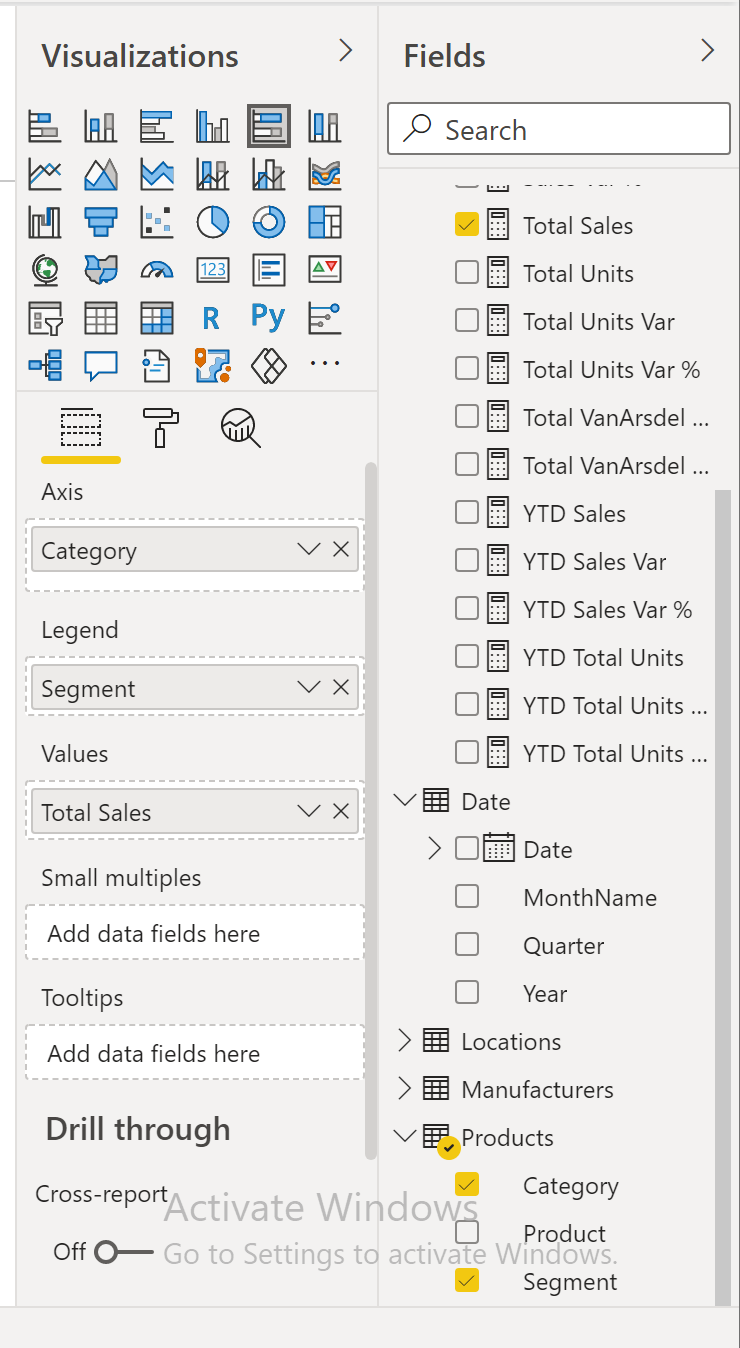 Visualizations
123
R
Py
...
Axis
Category
Legend
Segment
Values
Total Sales
Small multiples
Add data fields here
Tooltips
Add data fields here
Drill through
Cross-report
Off
Fields
Search
Total Sales
Total Units
Total Units Var
Total Units Var %
Total VanArsdel ...
Total VanArsdel ...
YTD Sales
YTD Sales Var
YTD Sales Var %
YTD Total Units
YTD Total Units ...
YTD Total Units ...
Date
Date
MonthName
Quarter
Year
Locations
Manufacturers
Products
Category
Product
Segment
Activate Windows
Go to Settings to activate Windows.